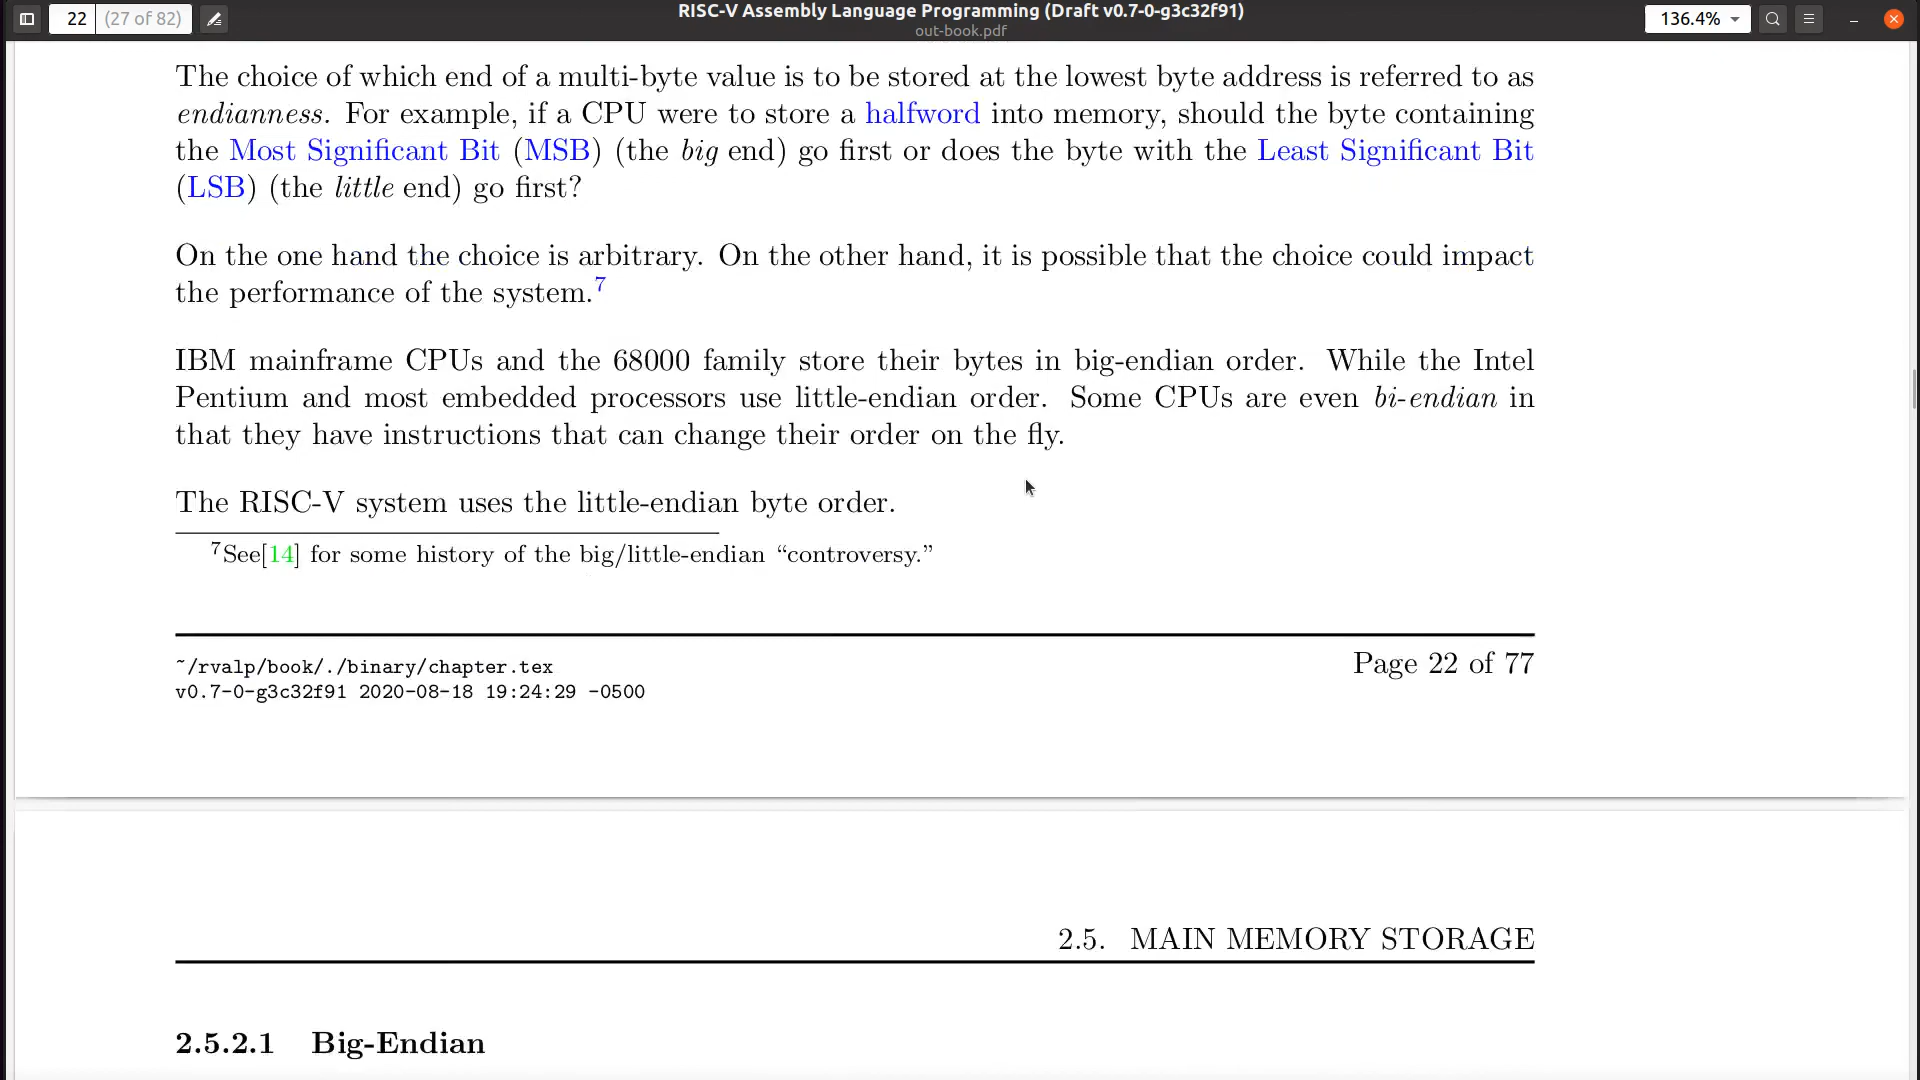 22 (27 of 82)
RISC-V Assembly Language Programming (Draft v0.7-0-g3c32f91)
out-book.pdf
136.4%
The choice of which end of a multi-byte value is to be stored at the lowest byte address is referred to as
endianness. For example, if a CPU were to store a halfword into memory, should the byte containing
the Most Significant Bit (MSB) (the big end) go first or does the byte with the Least Significant Bit
(LSB) (the little end) go first?
On the one hand the choice is arbitrary. On the other hand, it is possible that the choice could impact
the performance of the system.7
IBM mainframe CPUs and the 68000 family store their bytes in big-endian order. While the Intel
Pentium and most embedded processors use little-endian order. Some CPUs are even bi-endian in
that they have instructions that can change their order on the fly.
The RISC-V system uses the little-endian byte order.
7See[14] for some history of the big/little-endian “controversy.”
~/rvalp/book/./binary/chapter.tex
Page 22 of 77
v0.7-0-g3c32f91 2020-08-18 19:24:29 -0500
2.5. MAIN MEMORY STORAGE
2.5.2.1 Big-Endian